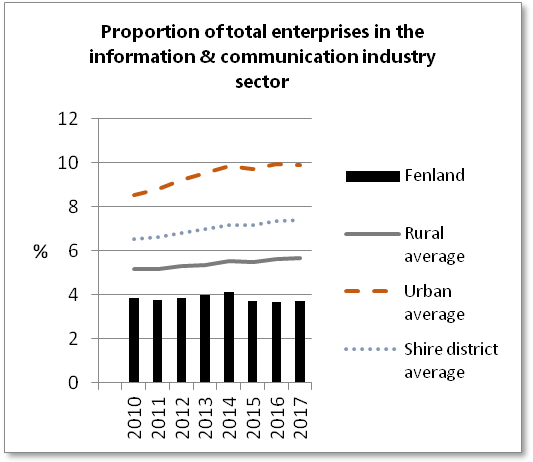 Proportion of total enterprises in the
information & communication industry
sector
12
10
8
6
4
2
0
%
2010
2011
2012
2013
2014
2015
2016
2017
Fenland
Rural
average
Urban
average
Shire district
average